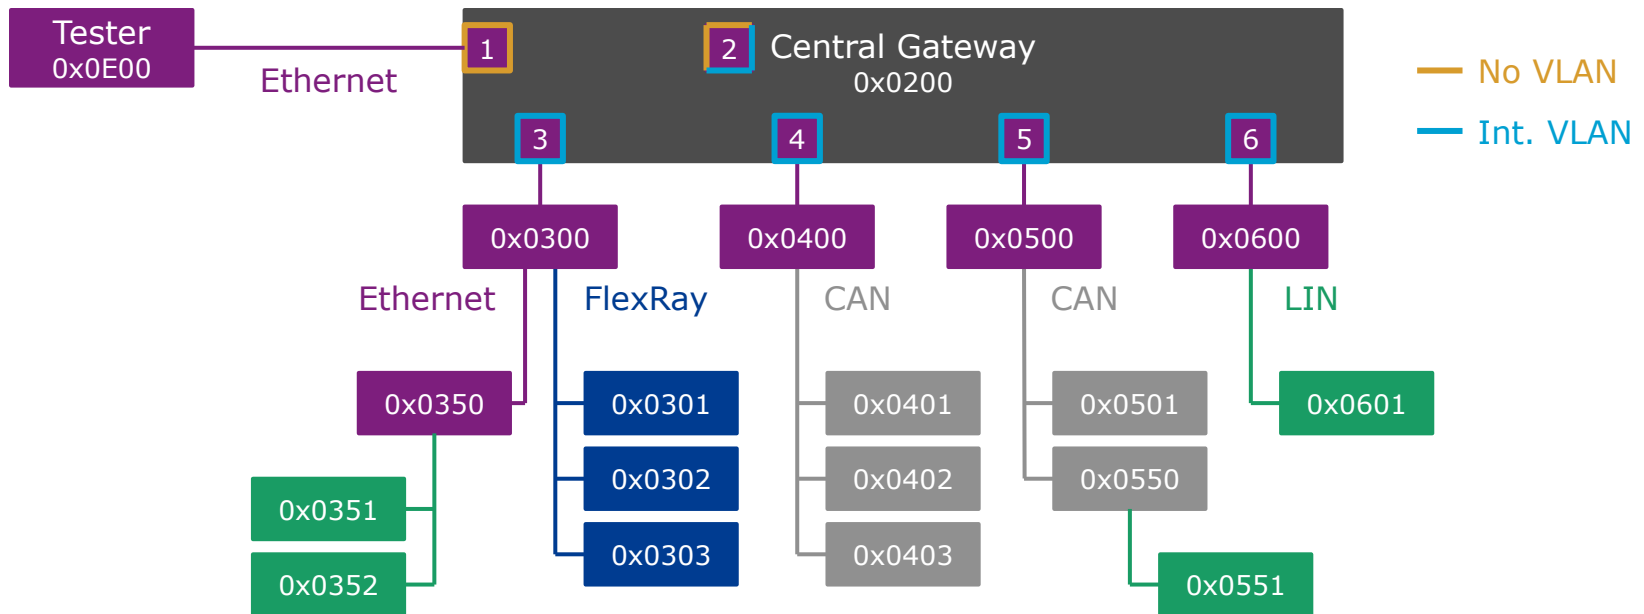 Tester
0x0E00
Ethernet
1
2
Central Gateway
0x0200
3
4
5
6
No VLAN
Int. VLAN
0x0300
0x0400
0x0500
0x0600
Ethernet
FlexRay
CAN
CAN
LIN
0x0350
0x0301
0x0401
0x0501
0x0601
0x0302
0x0402
0x0550
0x0351
0x0303
0x0403
0x0352
0x0551